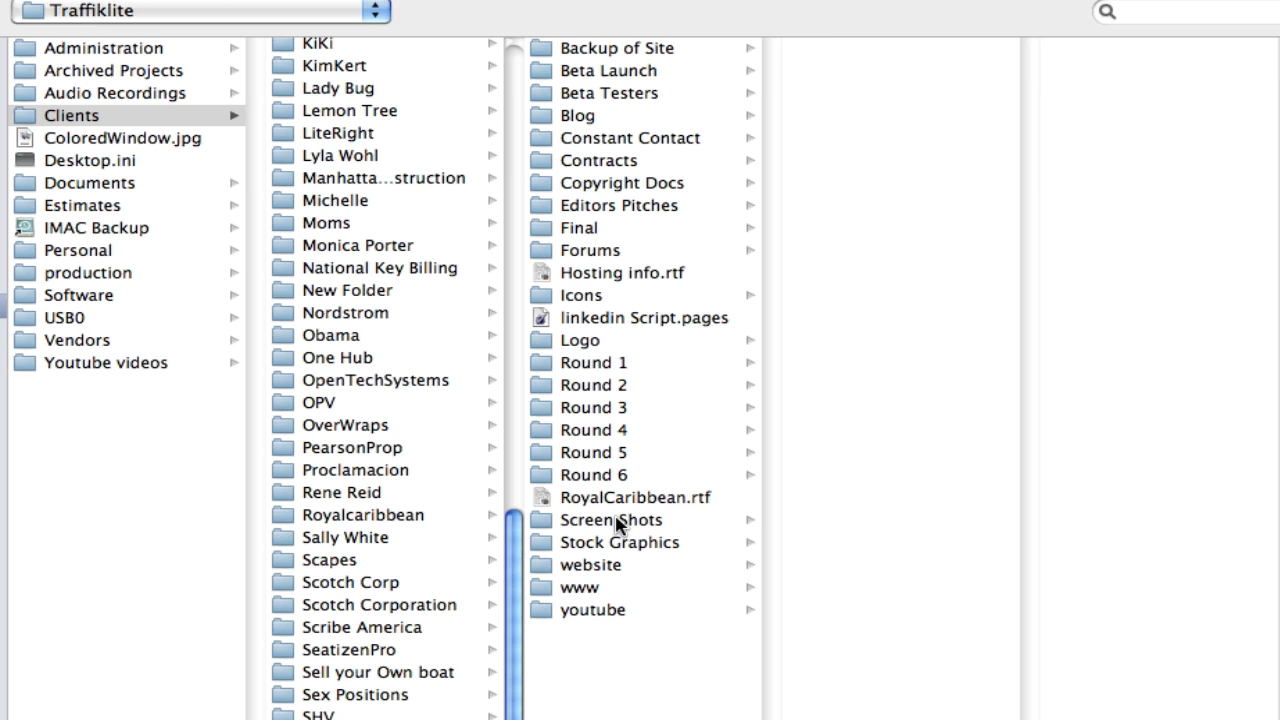 Traffiklite
Administration
Archived Projects
Audio Recordings
Clients
ColoredWindow.jpg
Desktop.ini
Documents
Estimates
IMAC Backup
Personal
production
Software
USB0
Vendors
Youtube videos
KiKi
KimKert
Lady Bug
Lemon Tree
LiteRight
Lyla Wohl
Manhatta...struction
Michelle
Moms
Monica Porter
National Key Billing
New Folder
Nordstrom
Obama
One Hub
OpenTechSystems
OPV
OverWraps
PearsonProp
Proclamacion
Rene Reid
Royalcaribbean
Sally White
Scapes
Scotch Corp
Scotch Corporation
Scribe America
SeatizenPro
Sell your Own boat
Sex Positions
SHV
Backup of Site
Beta Launch
Beta Testers
Blog
Constant Contact
Contracts
Copyright Docs
Editors Pitches
Final
Forums
Hosting info.rtf
Icons
linkedin Script.pages
Logo
Round 1
Round 2
Round 3
Round 4
Round 5
Round 6
RoyalCaribbean.rtf
Screen Shots
Stock Graphics
website
www
youtube